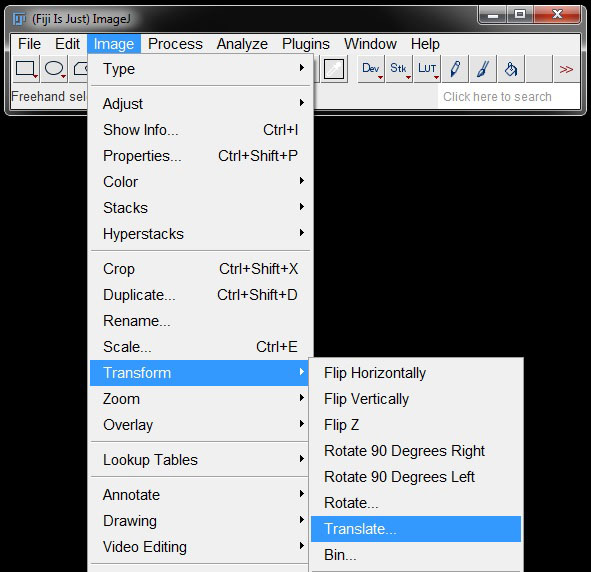 (Fiji Is Just) ImageJ
File Edit Image Process Analyze Plugins Window Help
Dev Stk LUT >>
Freehand sel
Click here to search
Type
Adjust
Show Info... Ctrl+I
Properties... Ctrl+Shift+P
Color
Stacks
Hyperstacks
Crop Ctrl+Shift+X
Duplicate... Ctrl+Shift+D
Rename...
Scale... Ctrl+E
Transform
Zoom
Overlay
Lookup Tables
Annotate
Drawing
Video Editing
Flip Horizontally
Flip Vertically
Flip Z
Rotate 90 Degrees Right
Rotate 90 Degrees Left
Rotate...
Translate...
Bin...